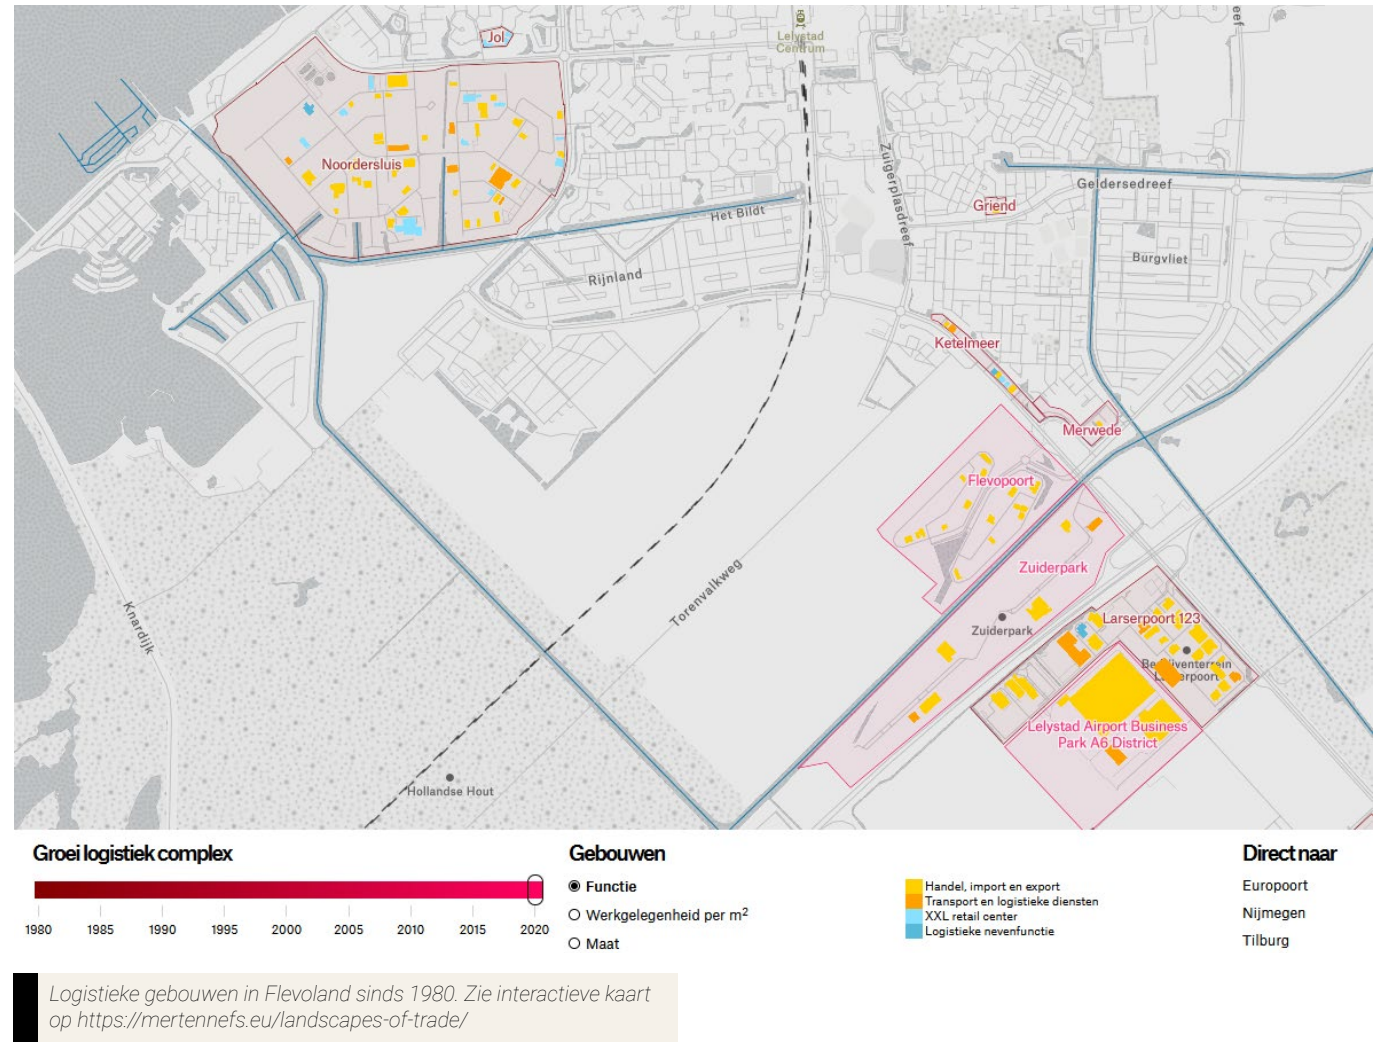 Jol
Lelystad
Centrum
Noordersluis
Zuigerplasdreef
Geldersedreef
Griend
Het Bildt
Burgvliet
Rijnland
Ketelmeer
Merwede
Flevopoort
Knardijk
Torenvalkweg
Zuiderpark
Zuiderpark
Larserpoort 123
Lelystad Airport Business
Park A6 District
Hollandse Hout
Groei logistiek complex
1980 1985 1990 1995 2000 2005 2010 2015 2020
Gebouwen
Functie
Werkgelegenheid per m²
Maat
Handel, import en export
Transport en logistieke diensten
XXL retail center
Logistieke nevenfunctie
Direct naar
Europoort
Nijmegen
Tilburg
Logistieke gebouwen in Flevoland sinds 1980. Zie interactieve kaart
op https://mertennefs.eu/landscapes-of-trade/